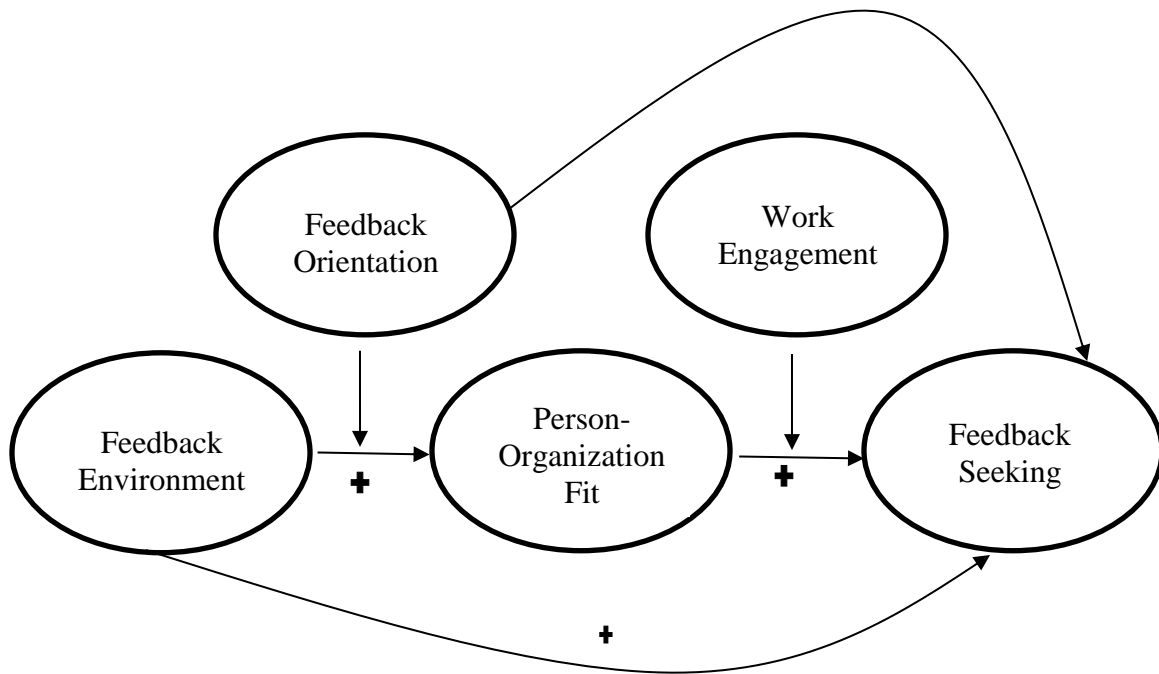 Feedback
Orientation
Work
Engagement
Feedback
Environment
Person-
Organization
Fit
Feedback
Seeking
+
+
+